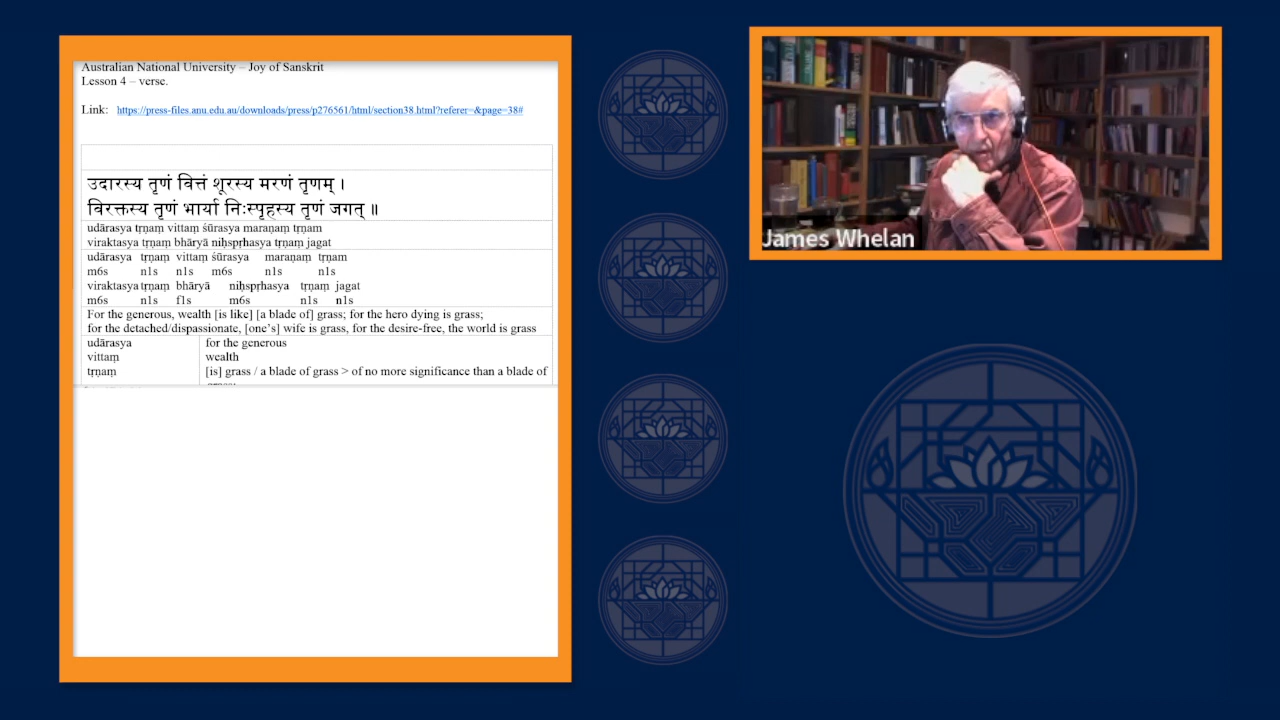 Australian National University – Joy of Sanskrit
Lesson 4 – verse.
Link: https://press-files.anu.edu.au/downloads/press/p276561/html/section38.html?referer=&page=38#
उदारस्य तृणं वित्तं शूरस्य मरणं तृणम् ।
विरक्तस्य तृणं भार्या निःस्पृहस्य तृणं जगत् ॥
udārasya tṛṇaṃ vittaṃ śūrasya maraṇaṃ tṛṇam
viraktasya tṛṇaṃ bhāryā niḥspṛhasya tṛṇaṃ jagat
udārasya tṛṇaṃ vittaṃ śūrasya maraṇaṃ tṛṇam
m6s n1s n1s m6s n1s n1s
viraktasya tṛṇaṃ bhāryā niḥspṛhasya tṛṇaṃ jagat
m6s n1s f1s m6s n1s n1s
For the generous, wealth [is like] [a blade of] grass; for the hero dying is grass;
for the detached/dispassionate, [one’s] wife is grass, for the desire-free, the world is grass
udārasya for the generous
vittaṃ wealth
tṛṇaṃ [is] grass / a blade of grass > of no more significance than a blade of
James Whelan